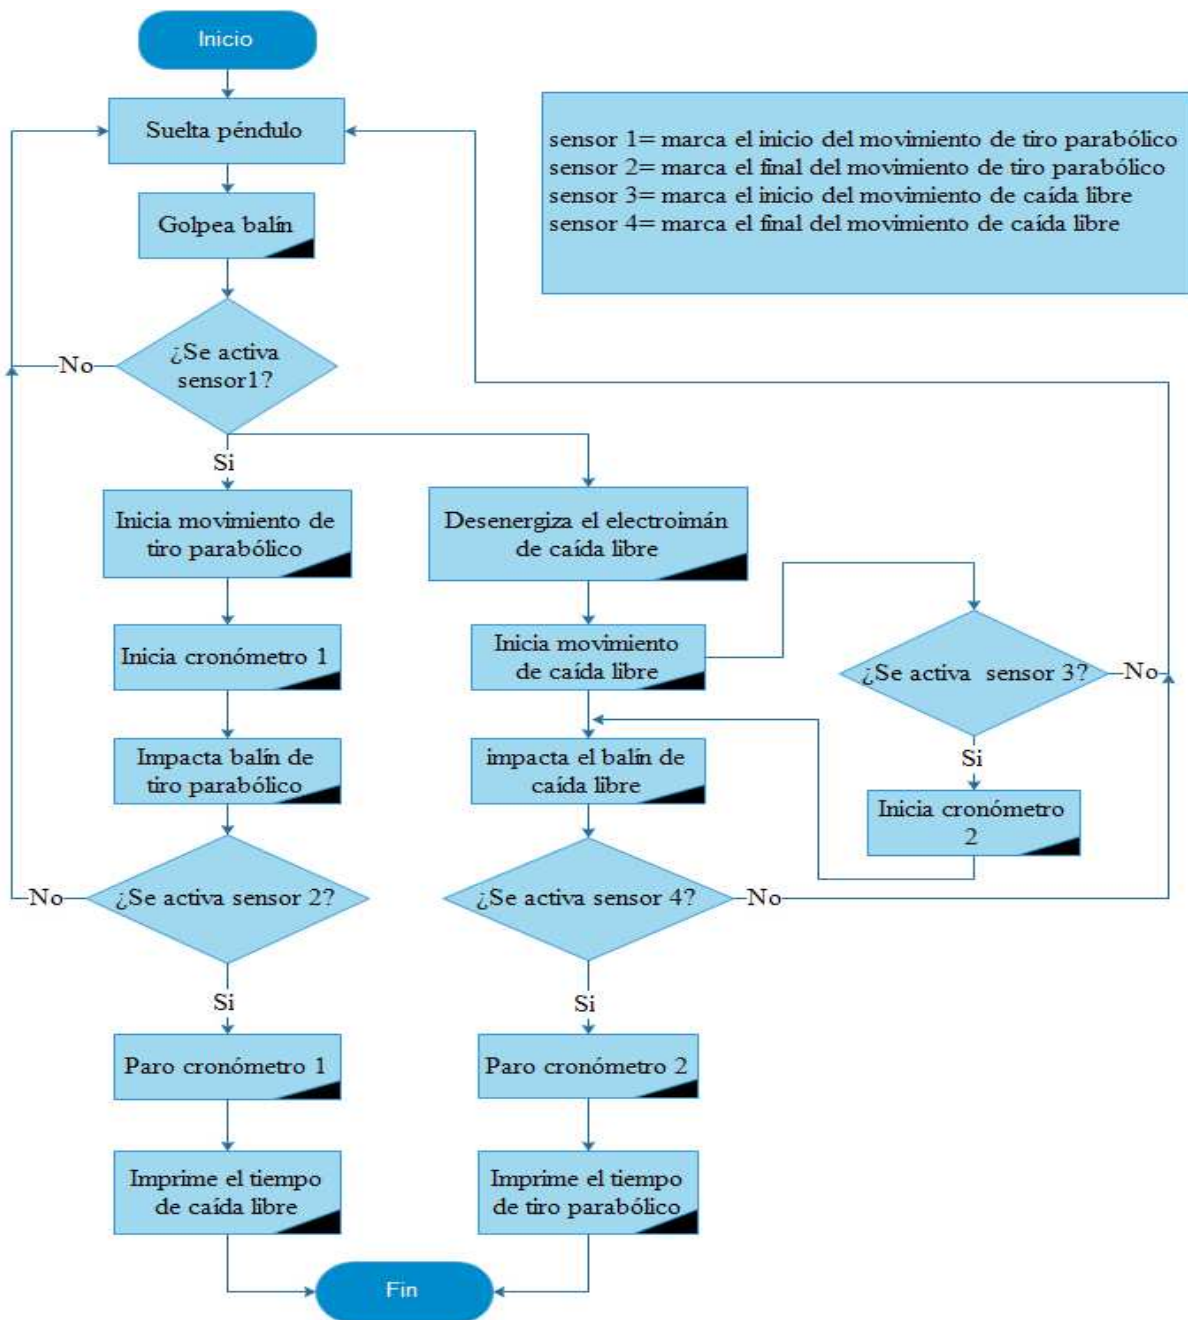 Inicio
Suelta péndulo
sensor 1= marca el inicio del movimiento de tiro parabólico
sensor 2= marca el final del movimiento de tiro parabólico
sensor 3= marca el inicio del movimiento de caída libre
sensor 4= marca el final del movimiento de caída libre
Golpea balín
¿Se activa
sensor1?
No
Si
Inicia movimiento de
tiro parabólico
Desenergiza el electroimán
de caída libre
Inicia cronómetro 1
Inicia movimiento
de caída libre
¿Se activa sensor 3?
No
Si
Inicia cronómetro
2
Impacta balín de
tiro parabólico
impacta el balín de
caída libre
¿Se activa sensor 2?
No
Si
¿Se activa sensor 4?
No
Si
Paro cronómetro 1
Paro cronómetro 2
Imprime el tiempo
de caída libre
Imprime el tiempo
de tiro parabólico
Fin